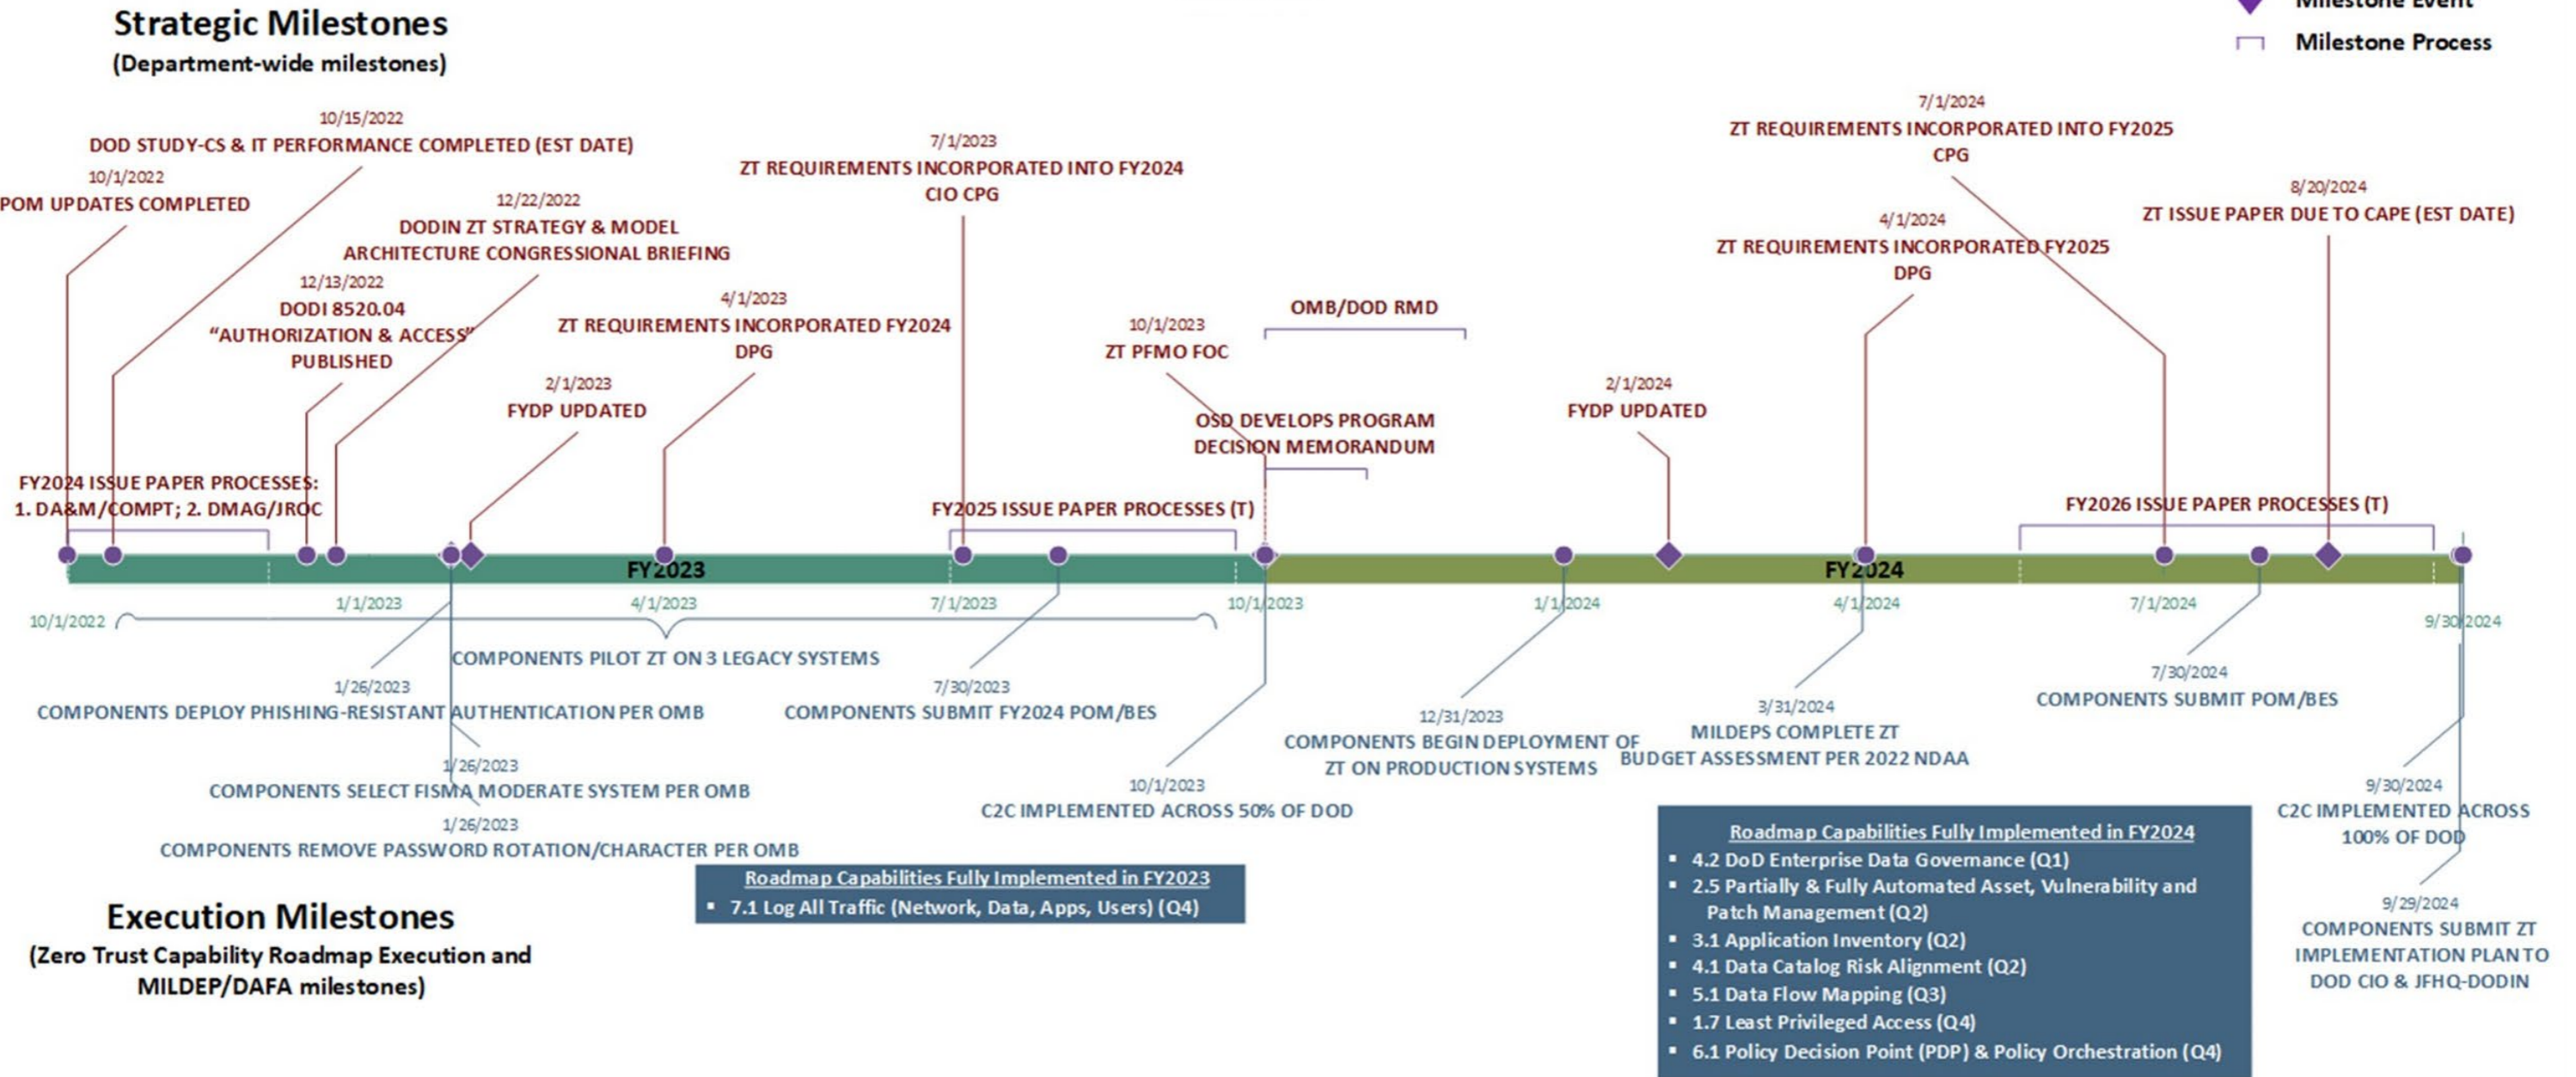 Strategic Milestones
(Department-wide milestones)
Milestone Event
Milestone Process
10/15/2022
DOD STUDY-CS & IT PERFORMANCE COMPLETED (EST DATE)
10/1/2022
POM UPDATES COMPLETED
12/22/2022
DODIN ZT STRATEGY & MODEL
ARCHITECTURE CONGRESSIONAL BRIEFING
12/13/2022
DODI 8520.04
“AUTHORIZATION & ACCESS”
PUBLISHED
2/1/2023
FYDP UPDATED
4/1/2023
ZT REQUIREMENTS INCORPORATED FY2024
DPG
7/1/2023
ZT REQUIREMENTS INCORPORATED INTO FY2024
CIO CPG
10/1/2023
ZT PFMO FOC
OMB/DOD RMD
OSD DEVELOPS PROGRAM
DECISION MEMORANDUM
2/1/2024
FYDP UPDATED
7/1/2024
ZT REQUIREMENTS INCORPORATED INTO FY2025
CPG
4/1/2024
ZT REQUIREMENTS INCORPORATED FY2025
DPG
8/20/2024
ZT ISSUE PAPER DUE TO CAPE (EST DATE)
FY2024 ISSUE PAPER PROCESSES:
1. DA&M/COMPT; 2. DMAG/JROC
FY2025 ISSUE PAPER PROCESSES (T)
FY2026 ISSUE PAPER PROCESSES (T)
FY2023
FY2024
10/1/2022
1/1/2023
4/1/2023
7/1/2023
10/1/2023
1/1/2024
4/1/2024
7/1/2024
9/30/2024
COMPONENTS PILOT ZT ON 3 LEGACY SYSTEMS
1/26/2023
COMPONENTS DEPLOY PHISHING-RESISTANT AUTHENTICATION PER OMB
1/26/2023
COMPONENTS SELECT FISMA MODERATE SYSTEM PER OMB
1/26/2023
COMPONENTS REMOVE PASSWORD ROTATION/CHARACTER PER OMB
7/30/2023
COMPONENTS SUBMIT FY2024 POM/BES
10/1/2023
C2C IMPLEMENTED ACROSS 50% OF DOD
12/31/2023
COMPONENTS BEGIN DEPLOYMENT OF
ZT ON PRODUCTION SYSTEMS
3/31/2024
MILDEPS COMPLETE ZT
BUDGET ASSESSMENT PER 2022 NDAA
7/30/2024
COMPONENTS SUBMIT POM/BES
9/30/2024
C2C IMPLEMENTED ACROSS
100% OF DOD
9/29/2024
COMPONENTS SUBMIT ZT
IMPLEMENTATION PLAN TO
DOD CIO & JFHQ-DODIN
Roadmap Capabilities Fully Implemented in FY2023
▪ 7.1 Log All Traffic (Network, Data, Apps, Users) (Q4)
Roadmap Capabilities Fully Implemented in FY2024
▪ 4.2 DoD Enterprise Data Governance (Q1)
▪ 2.5 Partially & Fully Automated Asset, Vulnerability and
Patch Management (Q2)
▪ 3.1 Application Inventory (Q2)
▪ 4.1 Data Catalog Risk Alignment (Q2)
▪ 5.1 Data Flow Mapping (Q3)
▪ 1.7 Least Privileged Access (Q4)
▪ 6.1 Policy Decision Point (PDP) & Policy Orchestration (Q4)
Execution Milestones
(Zero Trust Capability Roadmap Execution and
MILDEP/DAFA milestones)